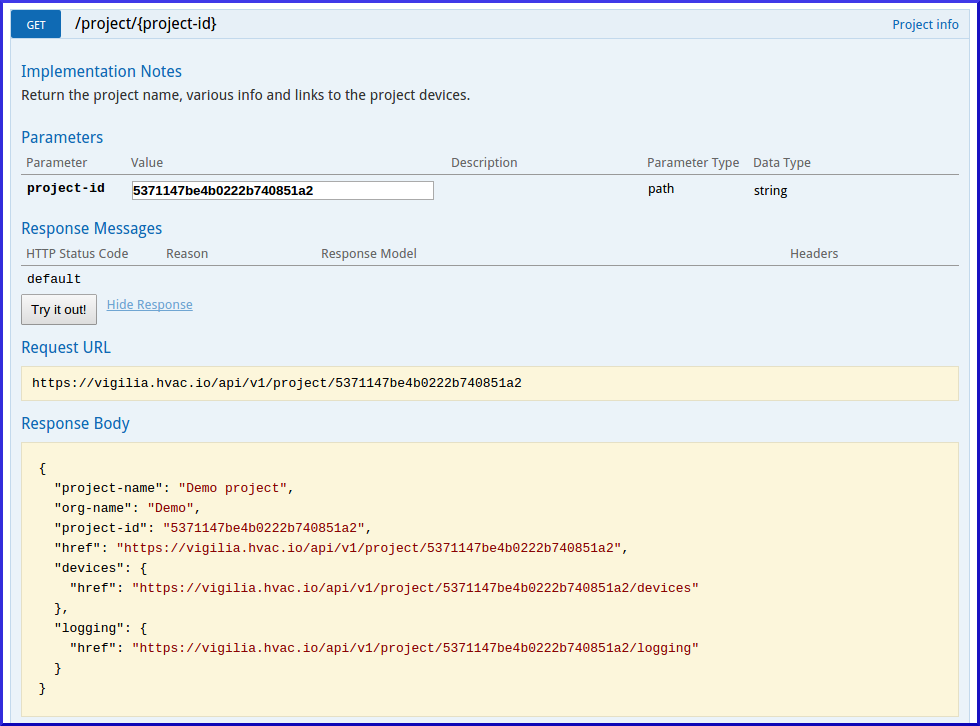 GET /project/{project-id} Project info
Implementation Notes
Return the project name, various info and links to the project devices.
Parameters
Parameter Value Description Parameter Type Data Type
project-id 5371147be4b0222b740851a2 path string
Response Messages
HTTP Status Code Reason Response Model Headers
default
Try it out! Hide Response
Request URL
https://vigilia.hvac.io/api/v1/project/5371147be4b0222b740851a2
Response Body
{
  "project-name": "Demo project",
  "org-name": "Demo",
  "project-id": "5371147be4b0222b740851a2",
  "href": "https://vigilia.hvac.io/api/v1/project/5371147be4b0222b740851a2",
  "devices": {
    "href": "https://vigilia.hvac.io/api/v1/project/5371147be4b0222b740851a2/devices"
  },
  "logging": {
    "href": "https://vigilia.hvac.io/api/v1/project/5371147be4b0222b740851a2/logging"
  }
}